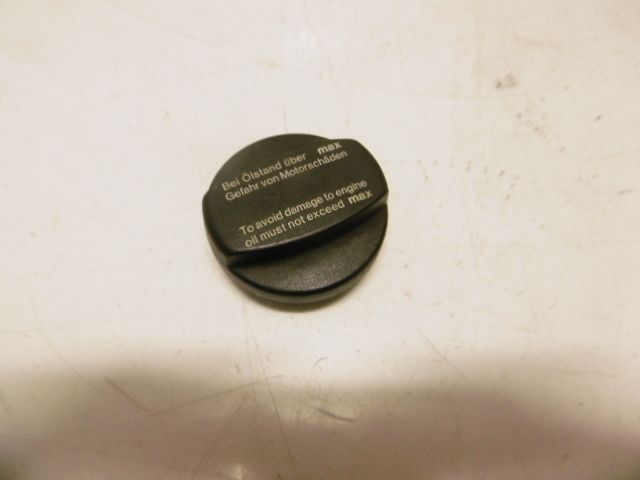 Bei Ölstand über max
Gefahr von Motorschäden
To avoid damage to engine
oil must not exceed max